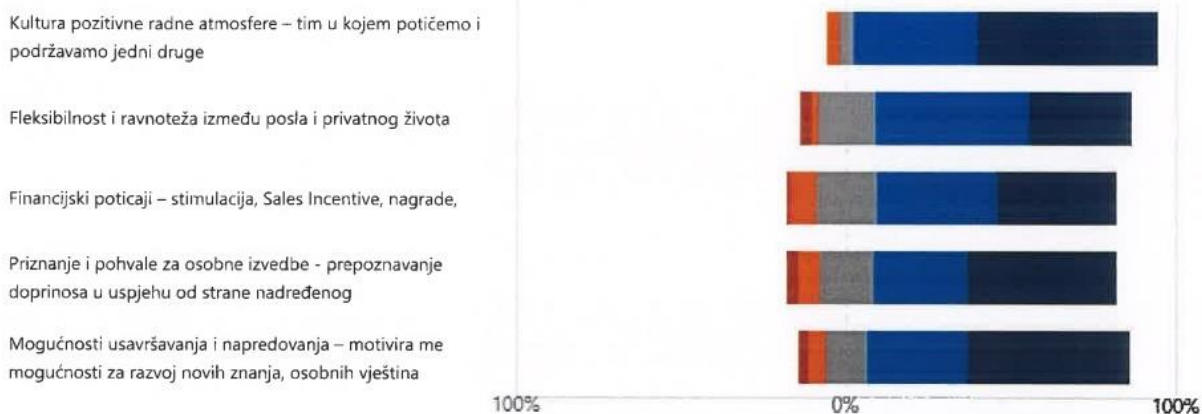 Kultura pozitivne radne atmosfere – tim u kojem potičemo i
podržavamo jedni druge
Fleksibilnost i ravnoteža između posla i privatnog života
Financijski poticaji – stimulacija, Sales Incentive, nagrade,
Priznanje i pohvale za osobne izvedbe - prepoznavanje
doprinosa u uspjehu od strane nadređenog
Mogućnosti usavršavanja i napredovanja – motivira me
mogućnosti za razvoj novih znanja, osobnih vještina
100% 0% 100%